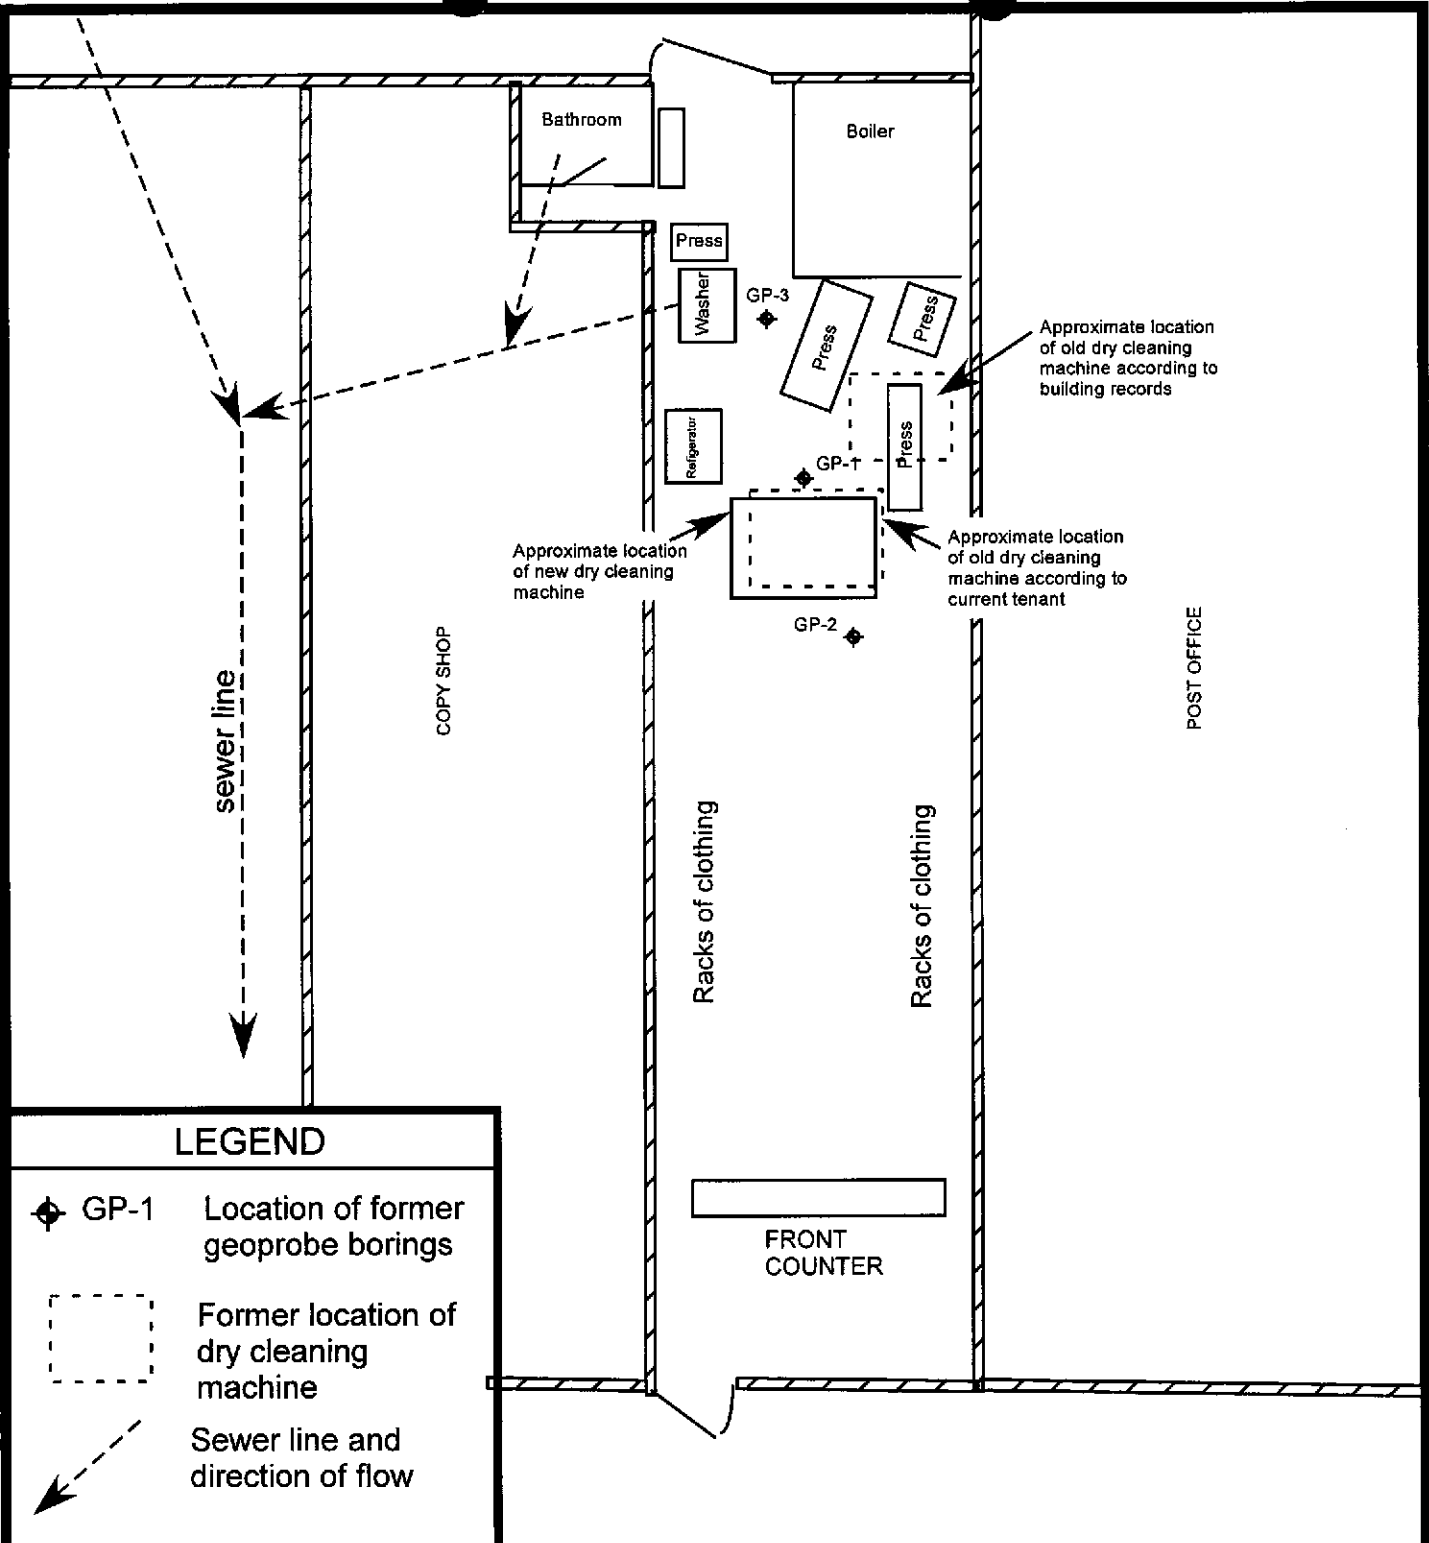 Bathroom
Boiler
Press
Washer
GP-3
Press
Press
Approximate location
of old dry cleaning
machine according to
building records
Refigerator
Press
GP-1
Approximate location
of new dry cleaning
machine
Approximate location
of old dry cleaning
machine according to
current tenant
GP-2
COPY SHOP
POST OFFICE
sewer line
Racks of clothing
Racks of clothing
FRONT
COUNTER
LEGEND
GP-1 Location of former
geoprobe borings
Former location of
dry cleaning
machine
Sewer line and
direction of flow